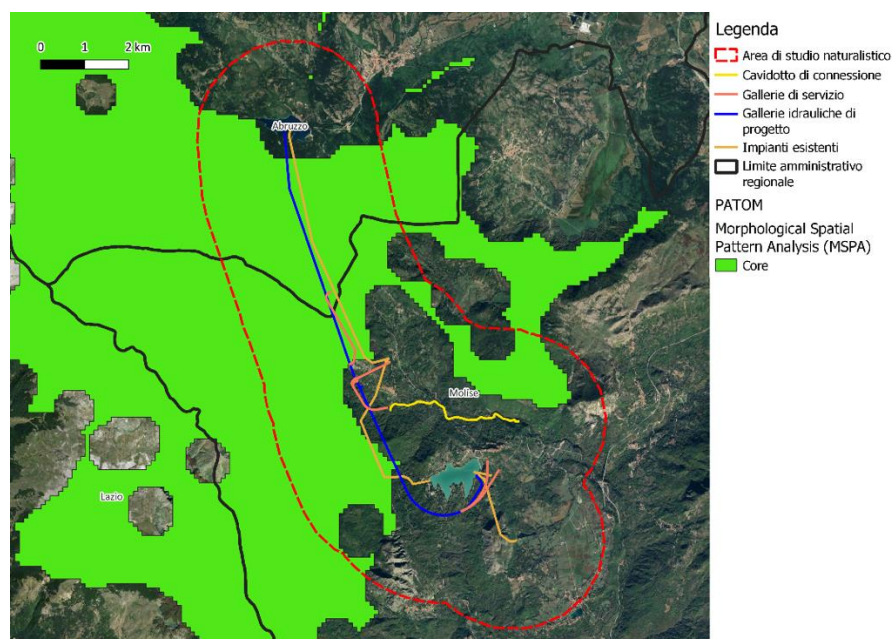 0 1 2 km
Abruzzo
Molise
Lazio
Legenda
Area di studio naturalistico
Cavidotto di connessione
Gallerie di servizio
Gallerie idrauliche di
progetto
Impianti esistenti
Limite amministrativo
regionale
PATOM
Morphological Spatial
Pattern Analysis (MSPA)
Core